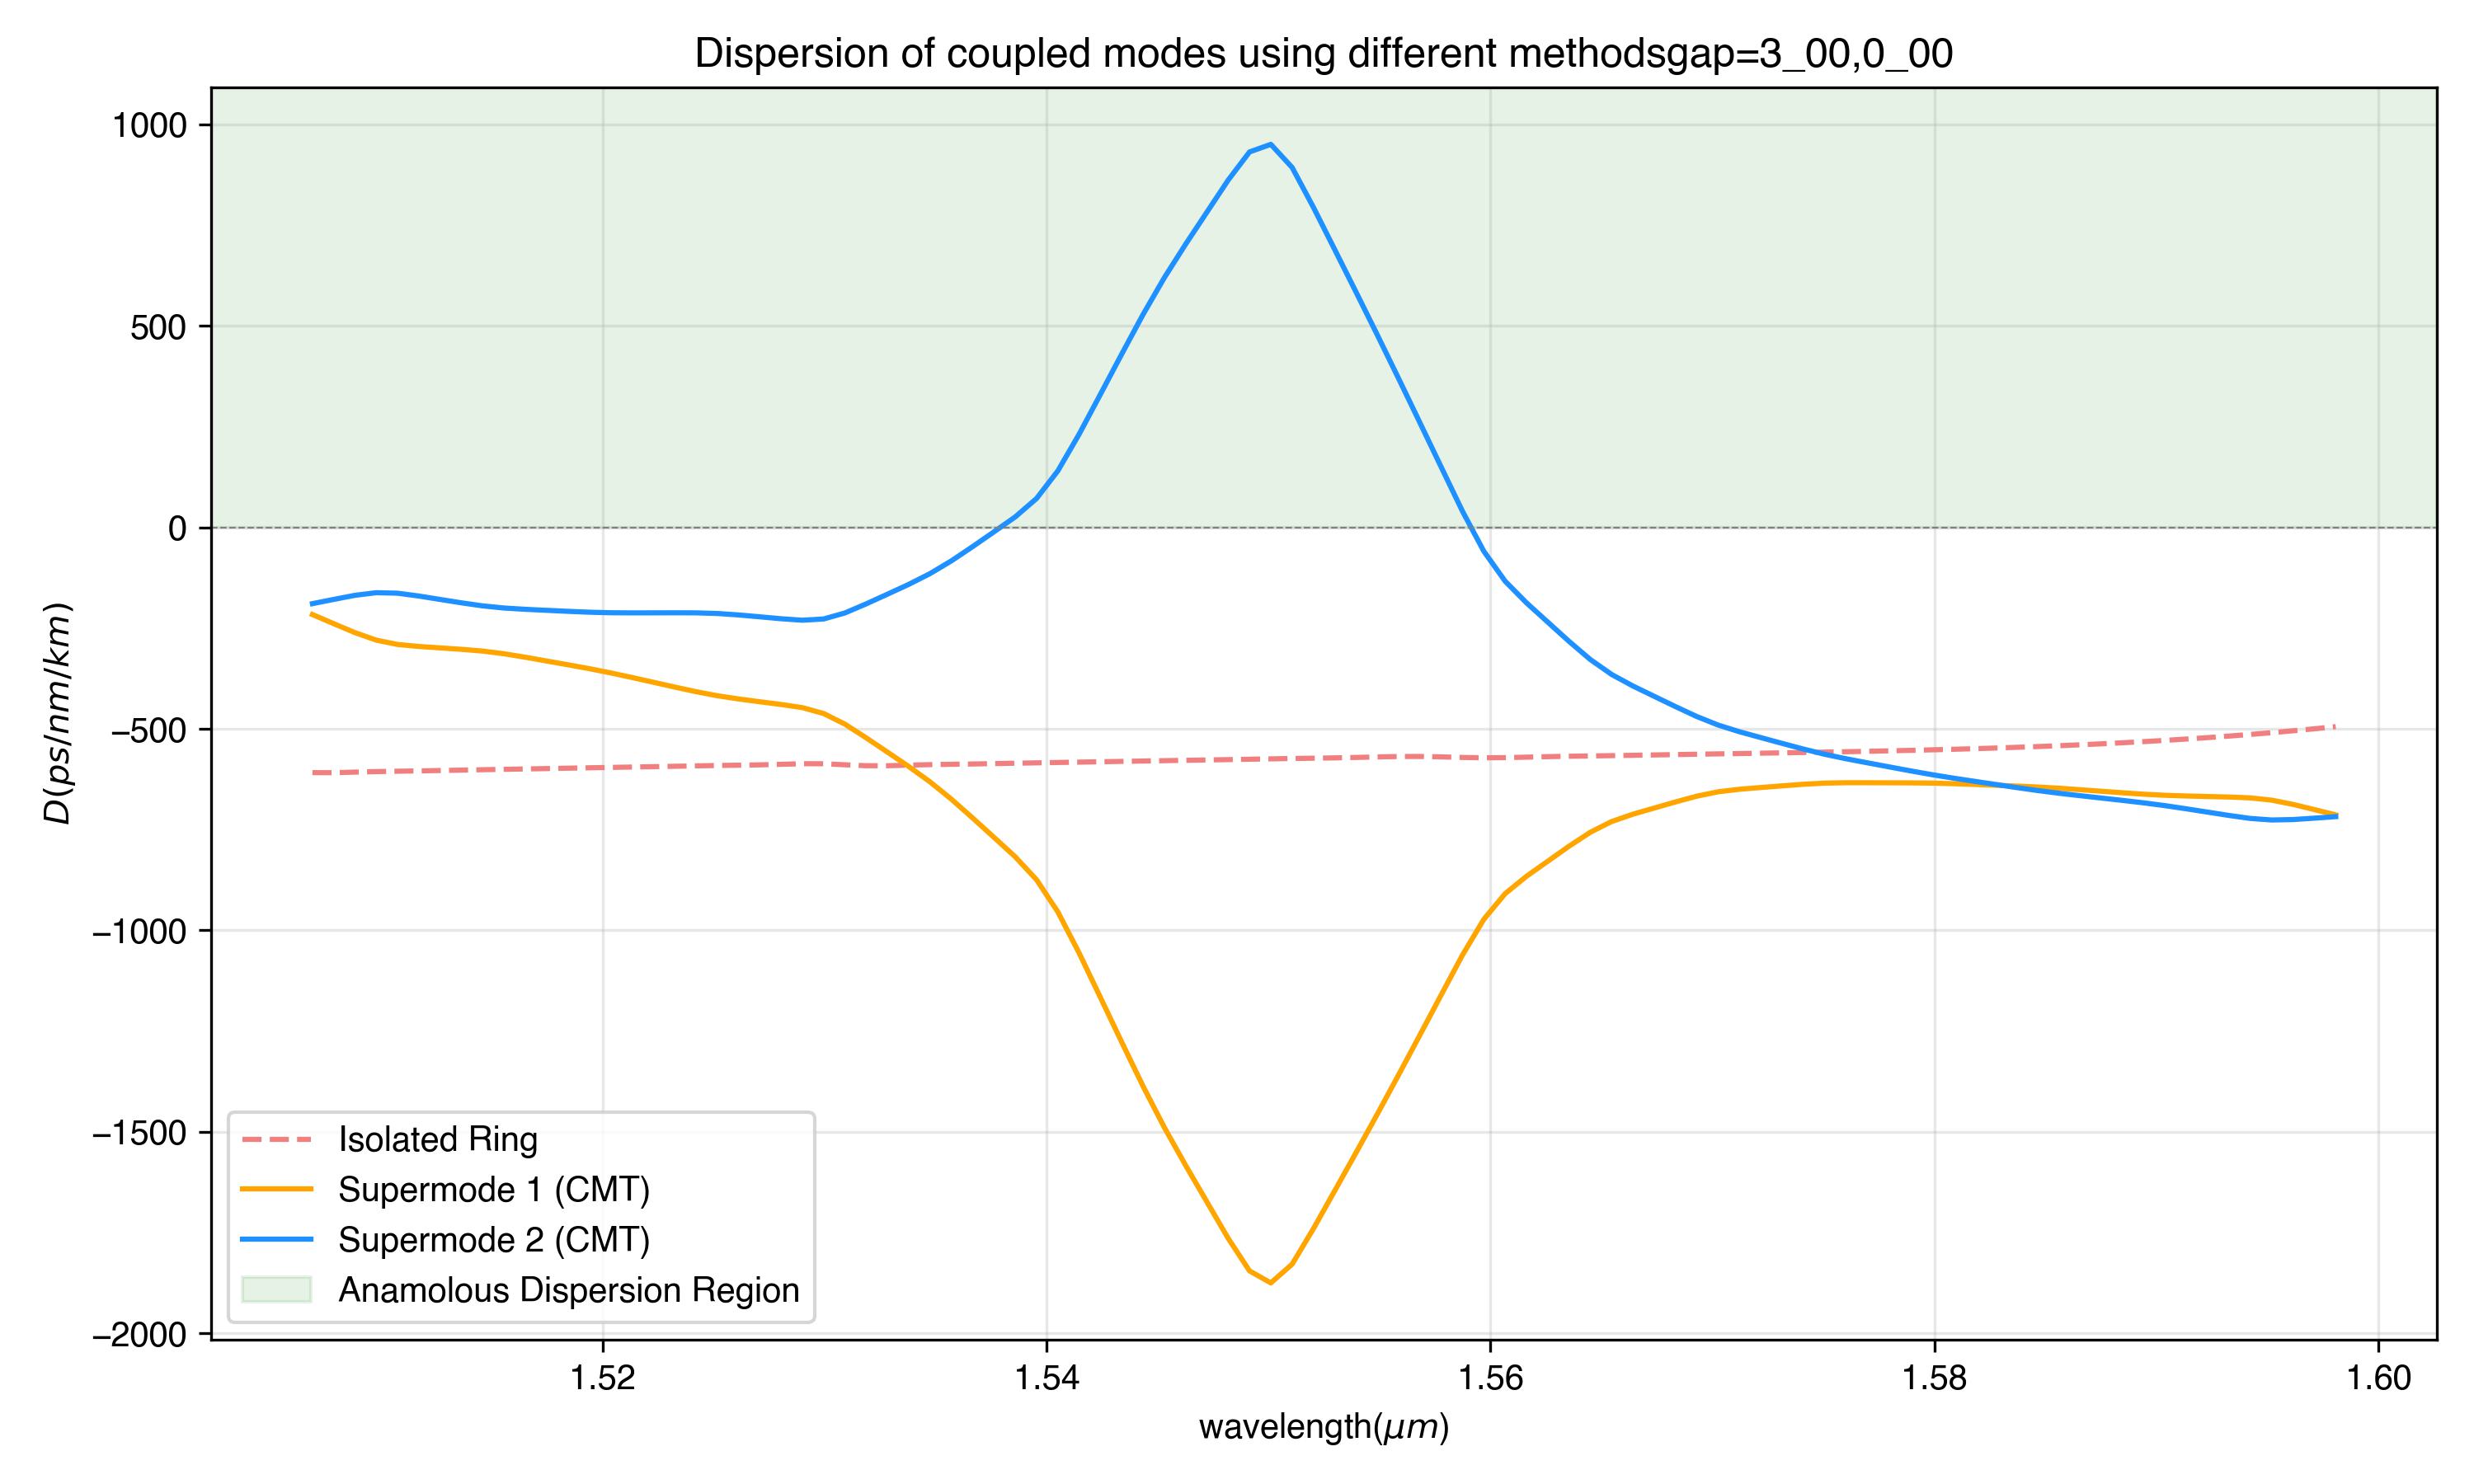 Dispersion of coupled modes using different methodsgap=3_00,0_00
1000
500
0
−500
−1000
−1500
−2000
D(ps/nm/km)
Isolated Ring
Supermode 1 (CMT)
Supermode 2 (CMT)
Anamolous Dispersion Region
1.52 1.54 1.56 1.58 1.60
wavelength(μm)